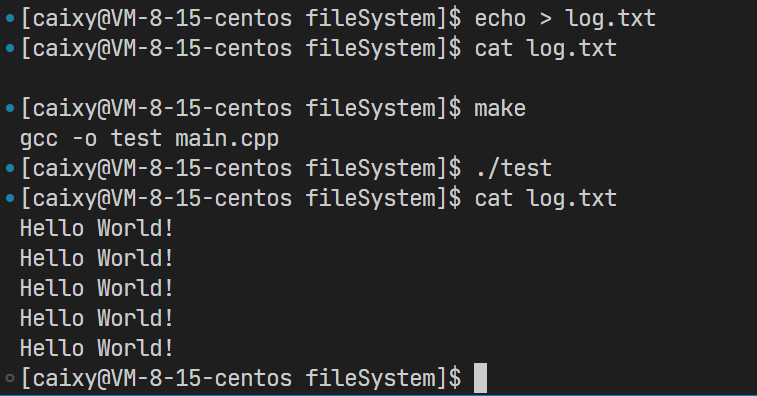 [caixy@VM-8-15-centos fileSystem]$ echo > log.txt
[caixy@VM-8-15-centos fileSystem]$ cat log.txt

[caixy@VM-8-15-centos fileSystem]$ make
gcc -o test main.cpp
[caixy@VM-8-15-centos fileSystem]$ ./test
[caixy@VM-8-15-centos fileSystem]$ cat log.txt
Hello World!
Hello World!
Hello World!
Hello World!
Hello World!
[caixy@VM-8-15-centos fileSystem]$